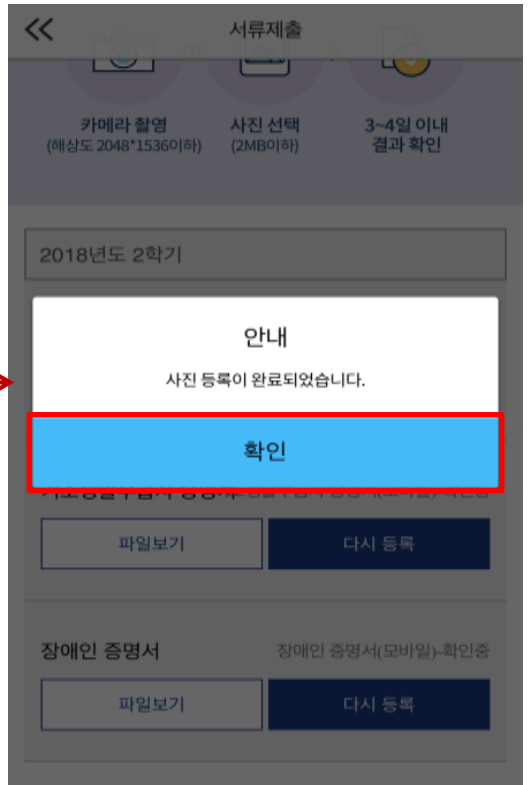 서류제출
카메라 촬영
(해상도 2048*1536이하)
사진 선택
(2MB이하)
3~4일 이내
결과 확인
2018년도 2학기
안내
사진 등록이 완료되었습니다.
확인
파일보기
다시 등록
장애인 증명서
장애인 증명서(모바일)-확인중
파일보기
다시 등록